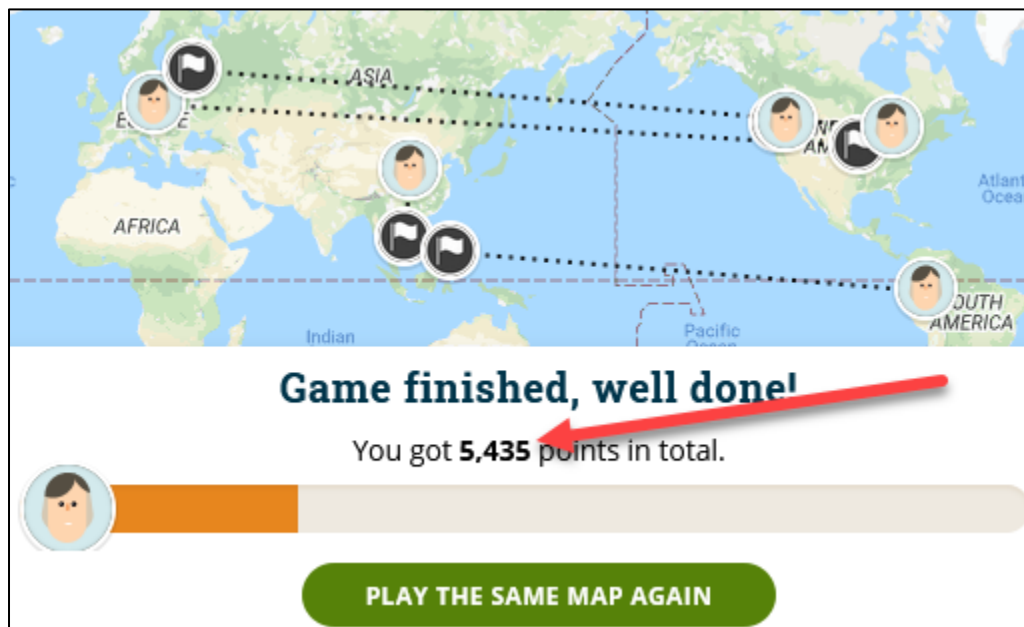 ASIA
AFRICA
Atlant
Ocea
OUTH
AMERICA
Indian
Pacific
Game finished, well done!
You got 5,435 points in total.
PLAY THE SAME MAP AGAIN